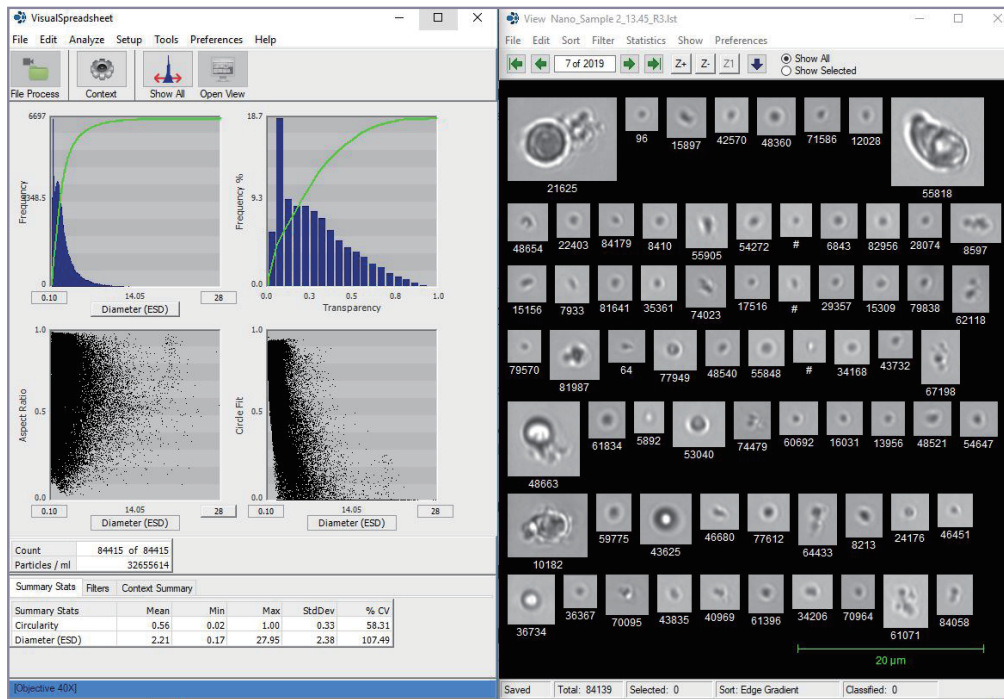 VisualSpreadsheet
File Edit Analyze Setup Tools Preferences Help
File Process Context Show All Open View
6697
3348.5
0
Frequency
0.10 14.05 28
Diameter (ESD)
18.7
9.3
0
Frequency %
0.0 0.3 0.5 0.8 1.0
Transparency
1.0
0.5
0.0
Aspect Ratio
0.10 14.05 28
Diameter (ESD)
1.0
0.5
0.0
Circle Fit
0.10 14.05 28
Diameter (ESD)
Count 84415 of 84415
Particles / ml 32655614
Summary Stats Filters Context Summary
Summary Stats Mean Min Max StdDev % CV
Circularity 0.56 0.02 1.00 0.33 58.31
Diameter (ESD) 2.21 0.17 27.95 2.38 107.49
[Objective 40X]
View Nano_Sample 2_13.45_R3.lst
File Edit Sort Filter Statistics Show Preferences
7 of 2019 Z+ Z- Z1 Show All
Show Selected
21625 96 15897 42570 48360 71586 12028 55818
48654 22403 84179 8410 55905 54272 # 6843 82956 28074 8597
15156 7933 81641 35361 74023 17516 # 29357 15309 79838 62118
79570 81987 64 77949 48540 55848 # 34168 43732 67198
48663 61834 5892 53040 74479 60692 16031 13956 48521 54647
10182 59775 43625 46680 77612 64433 8213 24176 46451
36734 36367 70095 43835 40969 61396 34206 70964 61071 84058
20 µm
Saved Total: 84139 Selected: 0 Sort: Edge Gradient Classified: 0